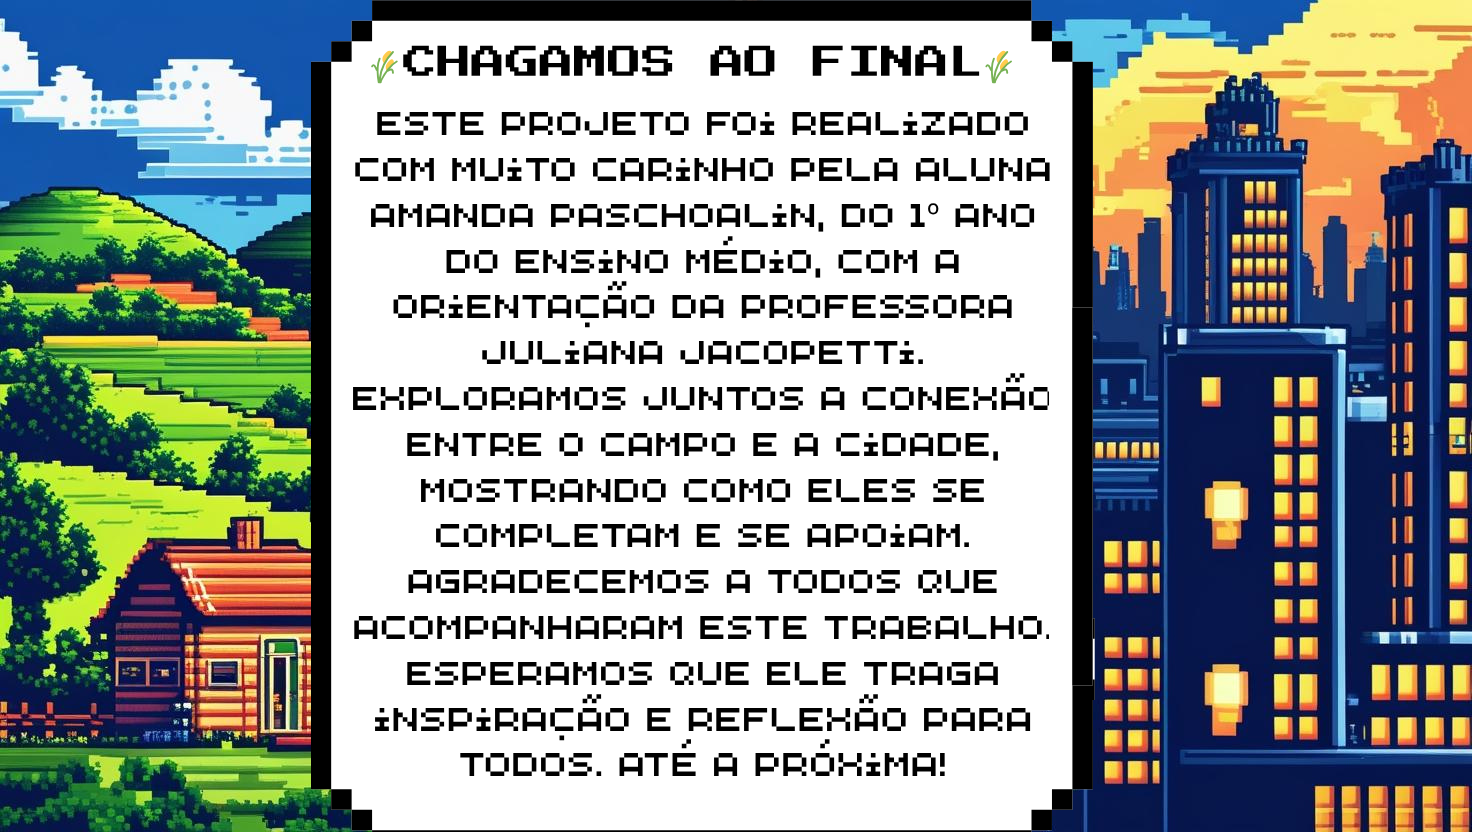 CHAGAMOS AO FINAL
ESTE PROJETO FOi REALiZADO
COM MUiTO CARiNHO PELA ALUNA
AMANDA PASCHOALiN, DO 1º ANO
DO ENSiNO MÉDiO, COM A
ORiENTAÇÃO DA PROFESSORA
JULiANA JACOPETTi.
EXPLORAMOS JUNTOS A CONEXÃO
ENTRE O CAMPO E A CiDADE,
MOSTRANDO COMO ELES SE
COMPLETAM E SE APOiAM.
AGRADECEMOS A TODOS QUE
ACOMPANHARAM ESTE TRABALHO.
ESPERAMOS QUE ELE TRAGA
iNSPiRAÇÃO E REFLEXÃO PARA
TODOS. ATÉ A PRÓXiMA!